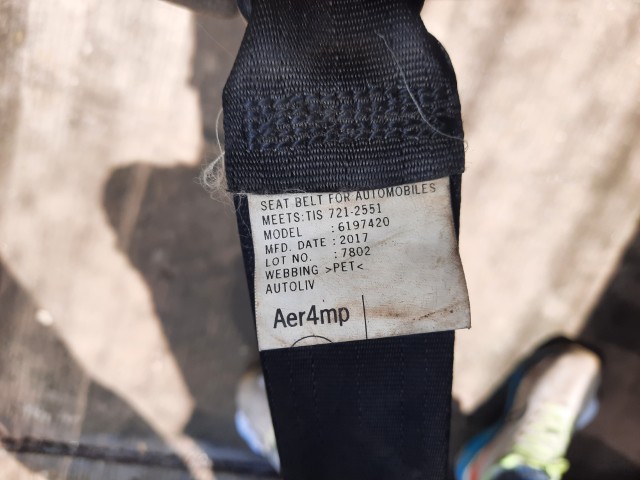 SEAT BELT FOR AUTOMOBILES
MEETS:TIS 721-2551
MODEL : 6197420
MFD. DATE : 2017
LOT NO. : 7802
WEBBING >PET<
AUTOLIV
Aer4mp